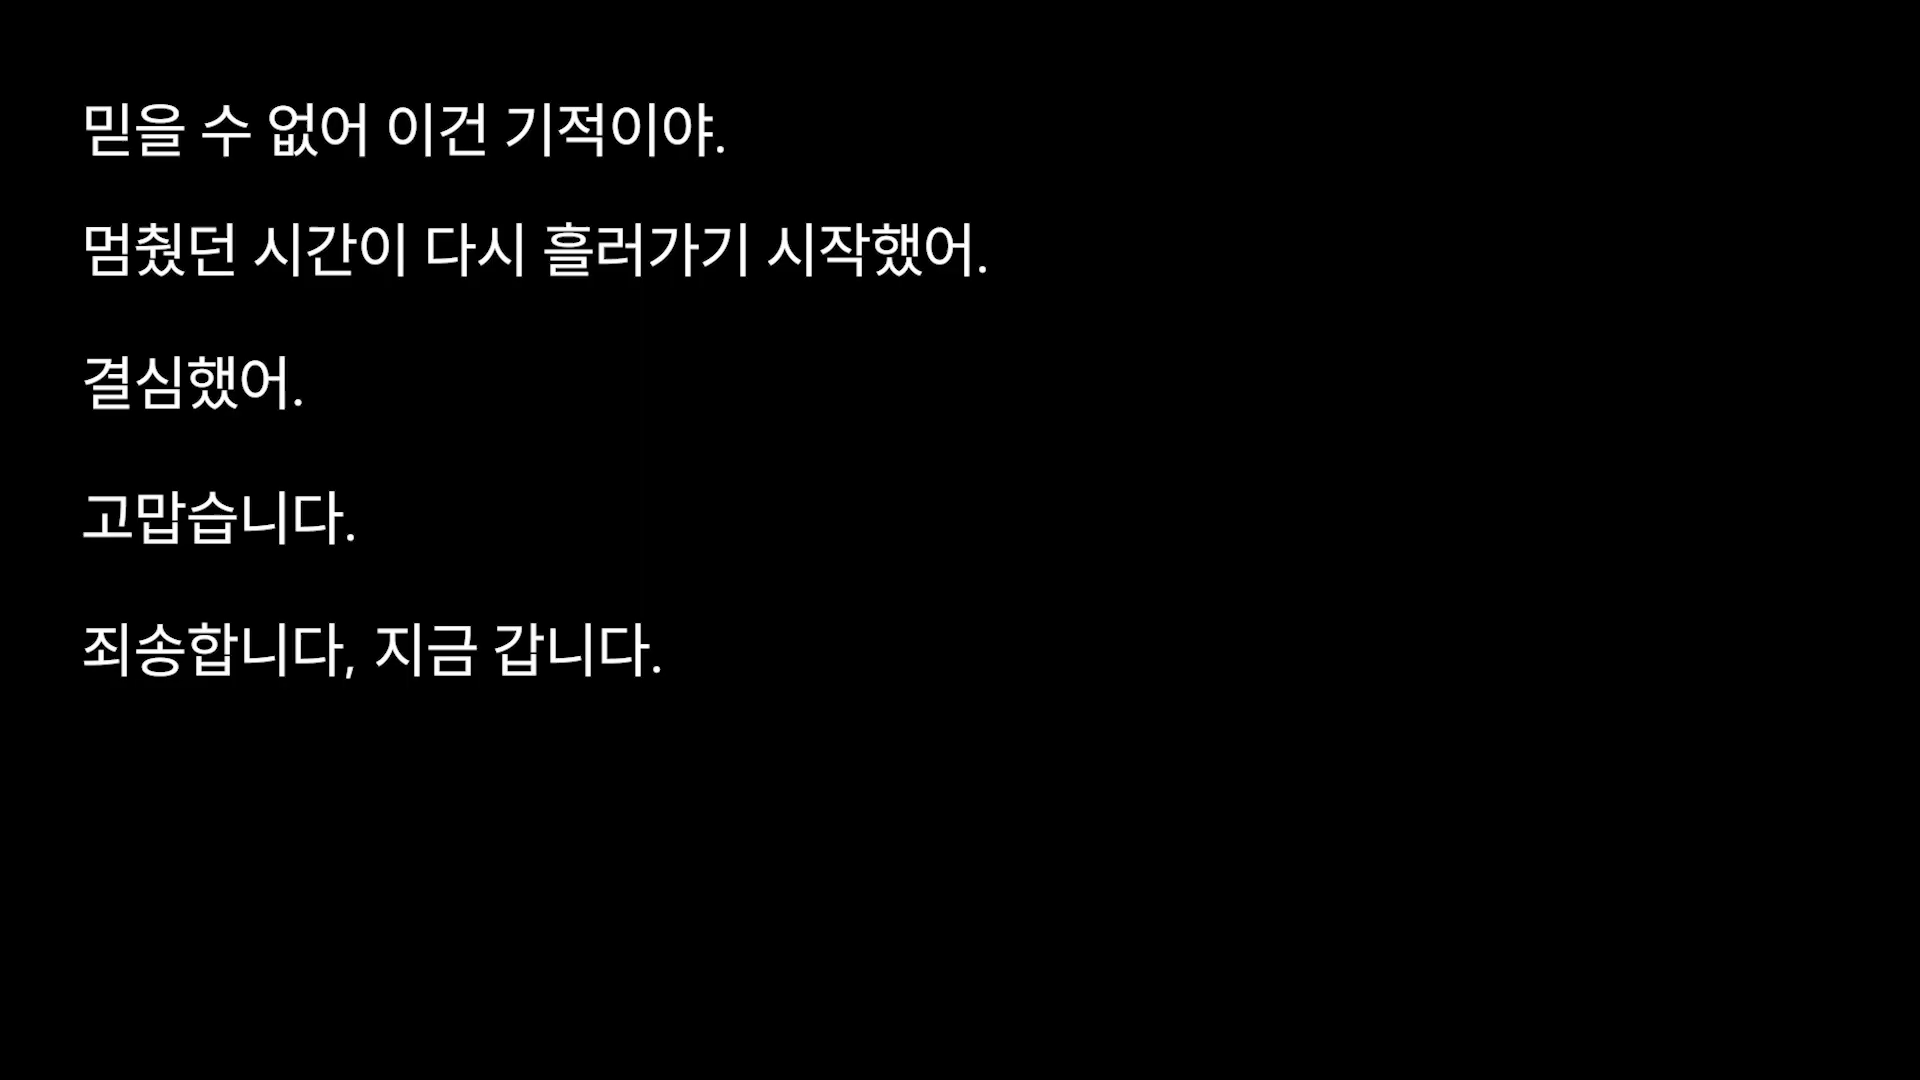 믿을 수 없어 이건 기적이야.
멈췄던 시간이 다시 흘러가기 시작했어.
결심했어.
고맙습니다.
죄송합니다, 지금 갑니다.